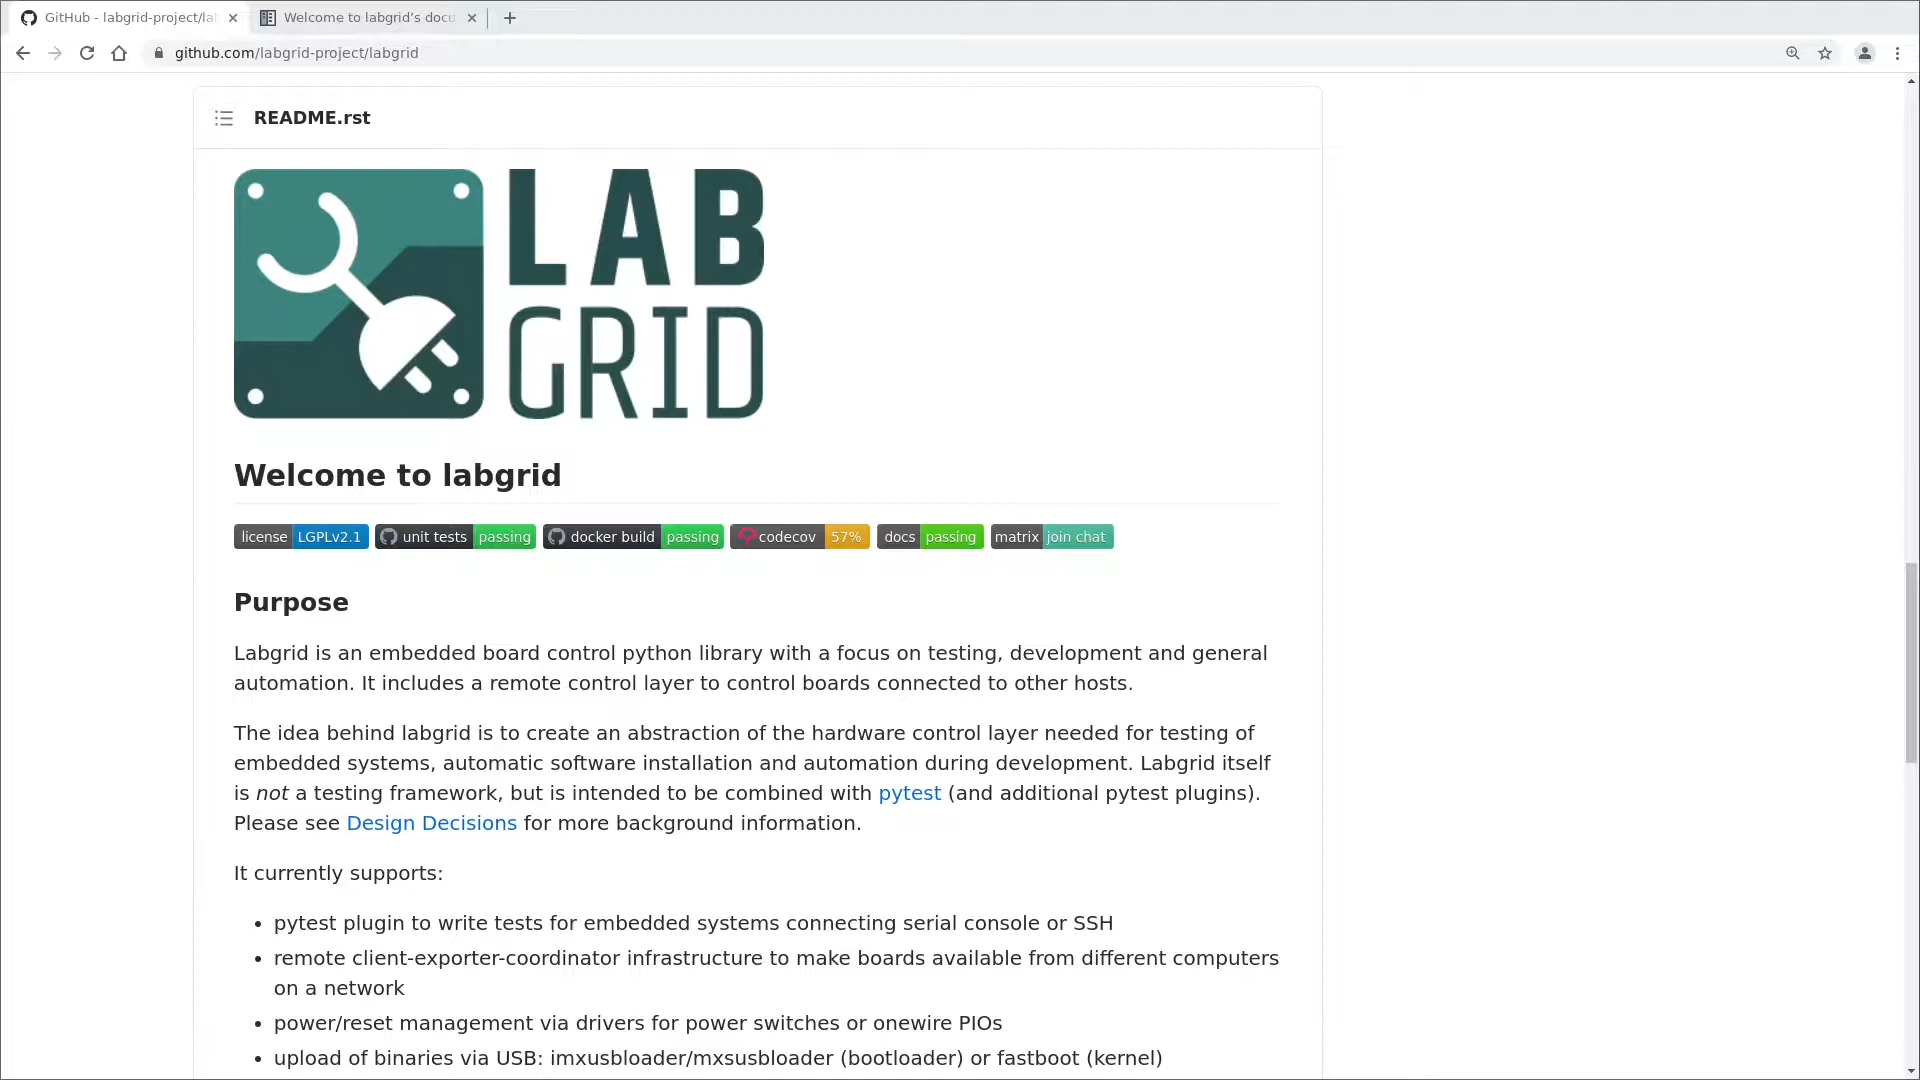 GitHub - labgrid-project/lab
Welcome to labgrid’s docu
github.com/labgrid-project/labgrid
README.rst
LAB
GRID
Welcome to labgrid
license LGPLv2.1 unit tests passing docker build passing codecov 57% docs passing matrix join chat
Purpose
Labgrid is an embedded board control python library with a focus on testing, development and general
automation. It includes a remote control layer to control boards connected to other hosts.
The idea behind labgrid is to create an abstraction of the hardware control layer needed for testing of
embedded systems, automatic software installation and automation during development. Labgrid itself
is not a testing framework, but is intended to be combined with pytest (and additional pytest plugins).
Please see Design Decisions for more background information.
It currently supports:
• pytest plugin to write tests for embedded systems connecting serial console or SSH
• remote client-exporter-coordinator infrastructure to make boards available from different computers
on a network
• power/reset management via drivers for power switches or onewire PIOs
• upload of binaries via USB: imxusbloader/mxsusbloader (bootloader) or fastboot (kernel)